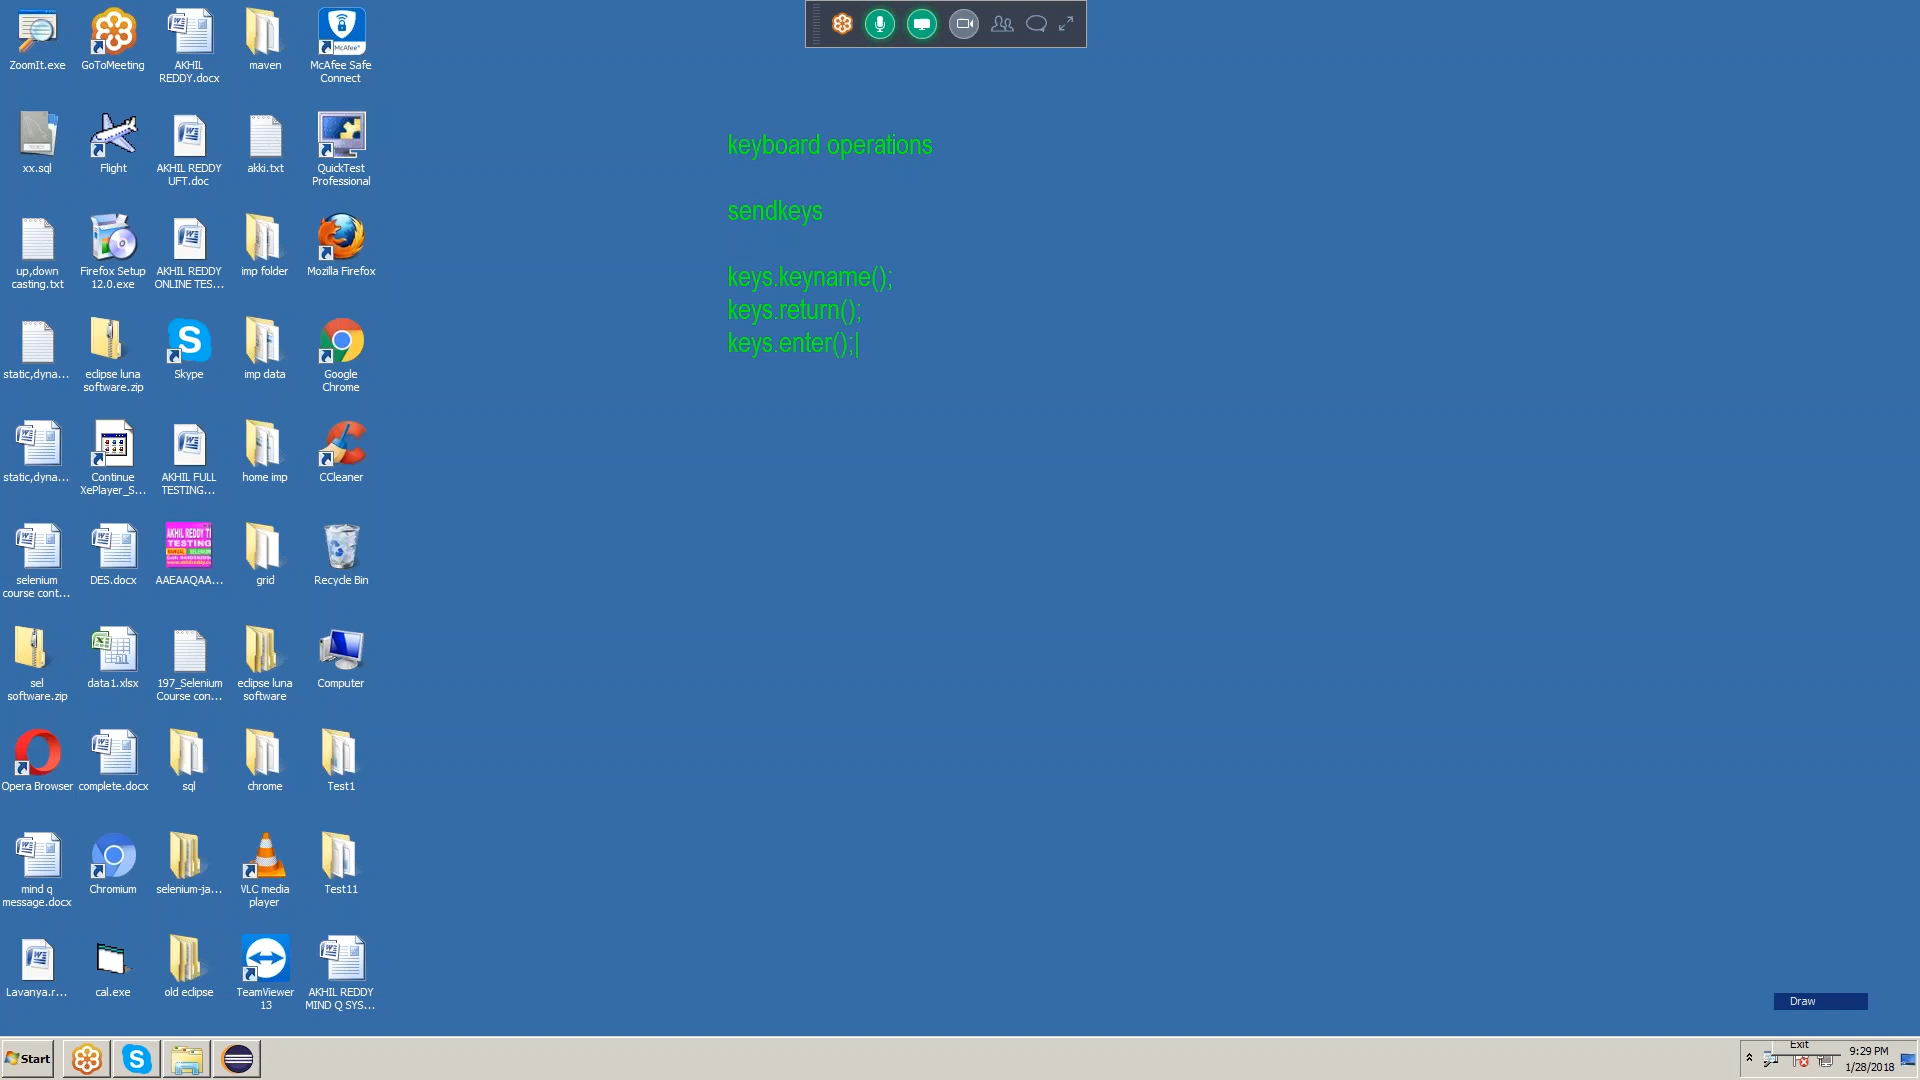 ZoomIt.exe
GoToMeeting
AKHIL
REDDY.docx
maven
McAfee Safe
Connect
McAfee
xx.sql
Flight
AKHIL REDDY
UFT.doc
akki.txt
QuickTest
Professional
up,down
casting.txt
Firefox Setup
12.0.exe
AKHIL REDDY
ONLINE TES...
imp folder
Mozilla Firefox
static,dyna...
eclipse luna
software.zip
Skype
imp data
Google
Chrome
static,dyna...
Continue
XePlayer_S...
AKHIL FULL
TESTING...
home imp
CCleaner
selenium
course cont...
DES.docx
AAEAAQAA...
grid
Recycle Bin
sel
software.zip
data1.xlsx
197_Selenium
Course con...
eclipse luna
software
Computer
Opera Browser
complete.docx
sql
chrome
Test1
mind q
message.docx
Chromium
selenium-ja...
VLC media
player
Test11
Lavanya.r...
cal.exe
old eclipse
TeamViewer
13
AKHIL REDDY
MIND Q SYS...
keyboard operations
sendkeys
keys.keyname();
keys.return();
keys.enter();
Draw
Exit
Start
9:29 PM
1/28/2018